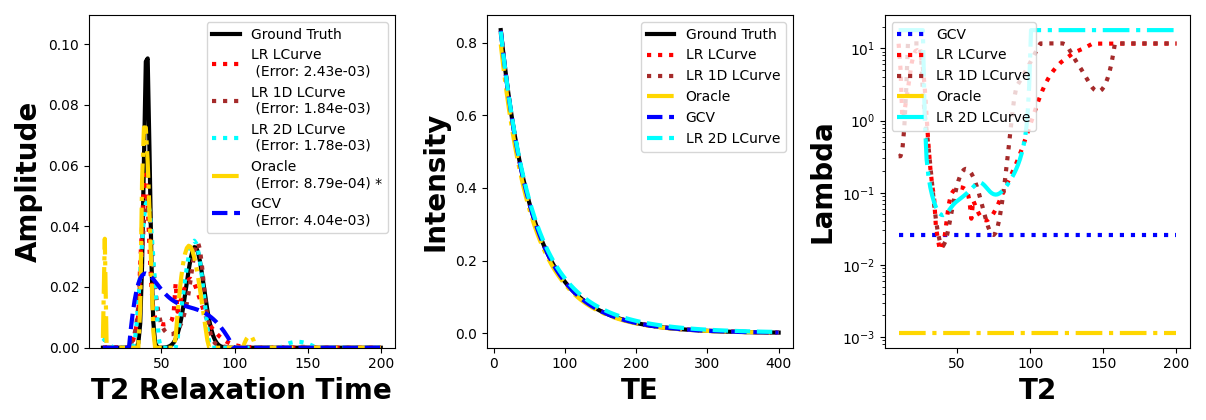 Amplitude
0.10
0.08
0.06
0.04
0.02
0.00
50
100
150
200
T2 Relaxation Time
Ground Truth
LR LCurve
(Error: 2.43e-03)
LR 1D LCurve
(Error: 1.84e-03)
LR 2D LCurve
(Error: 1.78e-03)
Oracle
(Error: 8.79e-04) *
GCV
(Error: 4.04e-03)
Intensity
0.8
0.6
0.4
0.2
0.0
0
100
200
300
400
TE
Ground Truth
LR LCurve
LR 1D LCurve
Oracle
GCV
LR 2D LCurve
Lambda
10¹
10⁰
10⁻¹
10⁻²
10⁻³
50
100
150
200
T2
GCV
LR LCurve
LR 1D LCurve
Oracle
LR 2D LCurve